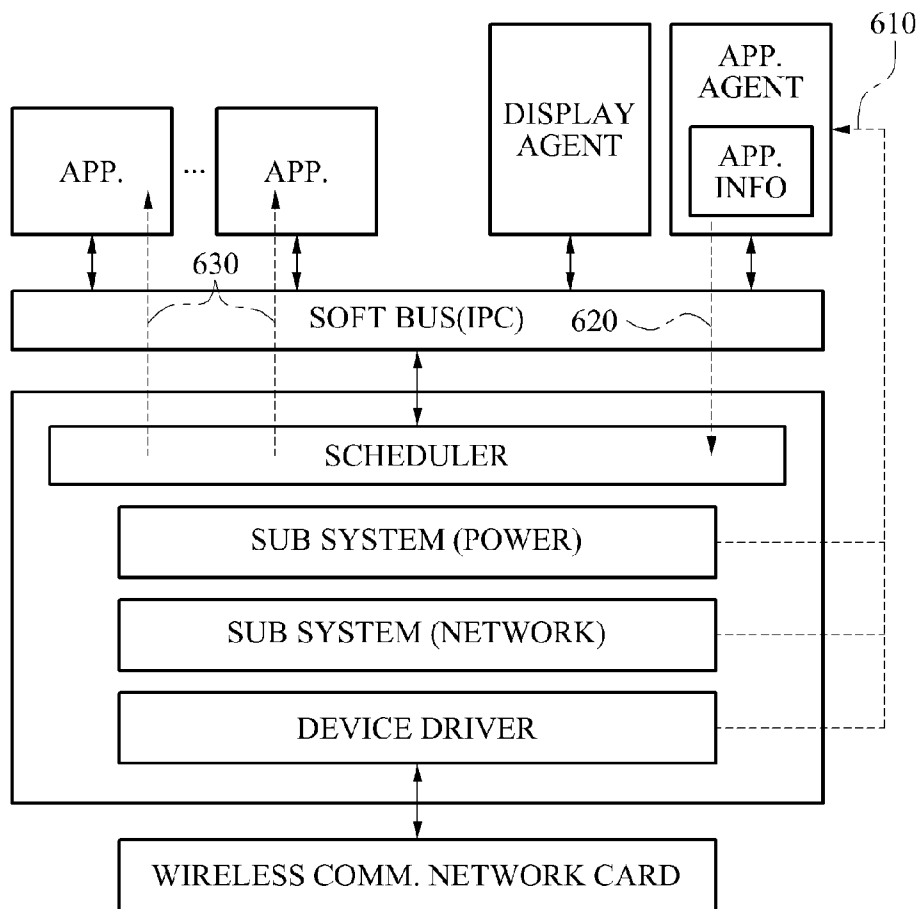 610
APP.
AGENT
APP.
INFO
DISPLAY
AGENT
APP.
...
APP.
630
SOFT BUS(IPC)
620
SCHEDULER
SUB SYSTEM (POWER)
SUB SYSTEM (NETWORK)
DEVICE DRIVER
WIRELESS COMM. NETWORK CARD